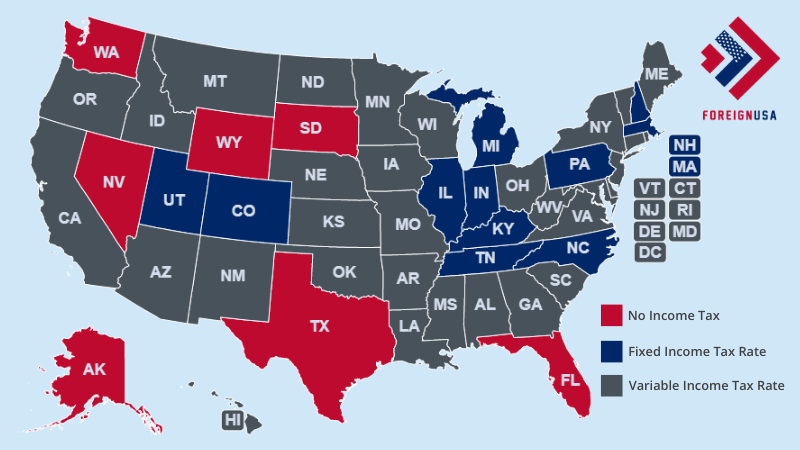 WA
MT
ND
MN
ME
OR
ID
WY
SD
WI
MI
NY
NH
MA
VT
CT
NJ
RI
DE
MD
DC
NV
UT
CO
NE
IA
IL
IN
OH
PA
CA
KS
MO
KY
WV
VA
AZ
NM
OK
AR
TN
NC
SC
TX
LA
MS
AL
GA
FL
AK
HI
FOREIGNUSA
No Income Tax
Fixed Income Tax Rate
Variable Income Tax Rate